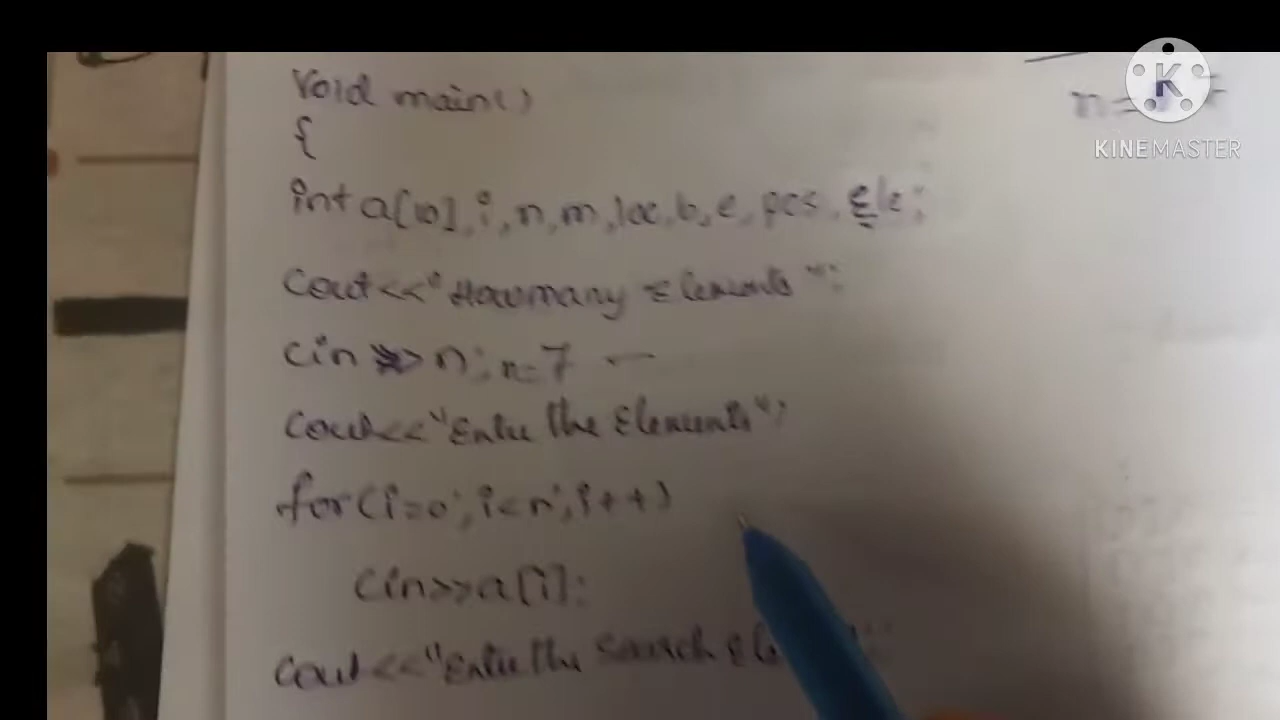 void main()
{
int a[10], i, n, m, loc, b, e, pos, Ele;
cout<<"Howmany Elements";
cin >> n; n=7
cout<<"Enter the Elements";
for(i=0; i<n; i++)
cin>>a[i];
cout<<"Enter the Search
n=
KINEMASTER